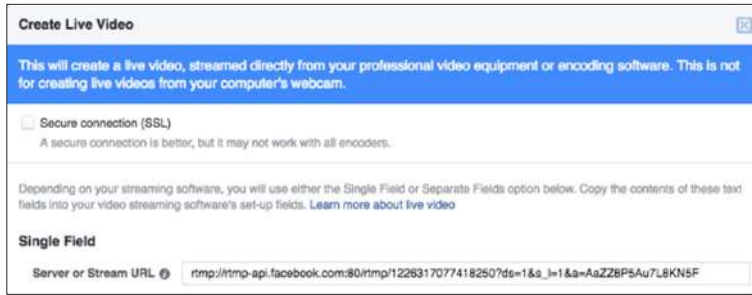 Create Live Video
This will create a live video, streamed directly from your professional video equipment or encoding software. This is not
for creating live videos from your computer's webcam.
Secure connection (SSL)
A secure connection is better, but it may not work with all encoders.
Depending on your streaming software, you will use either the Single Field or Separate Fields option below. Copy the contents of these text
fields into your video streaming software's set-up fields. Learn more about live video
Single Field
Server or Stream URL rtmp://rtmp-api.facebook.com:80/rtmp/1226317077418250?ds=1&s_l=1&a=AaZZ8P5Au7L8KN5F